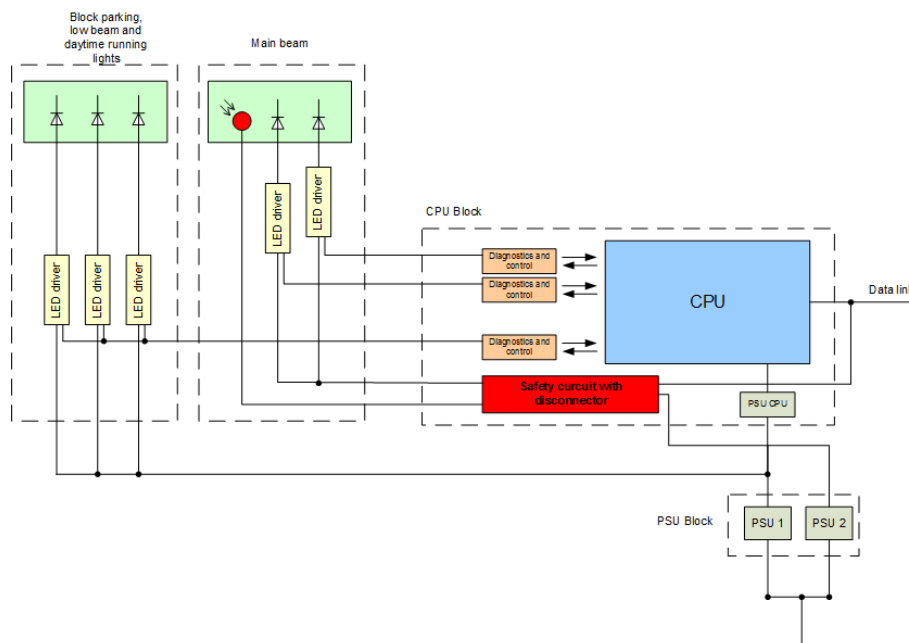 Block parking,
low beam and
daytime running
lights
Main beam
LED driver
LED driver
LED driver
LED driver
LED driver
CPU Block
Diagnostics and
control
Diagnostics and
control
Diagnostics and
control
CPU
Data link
Safety curcuit with
disconnector
PSU CPU
PSU Block
PSU 1
PSU 2